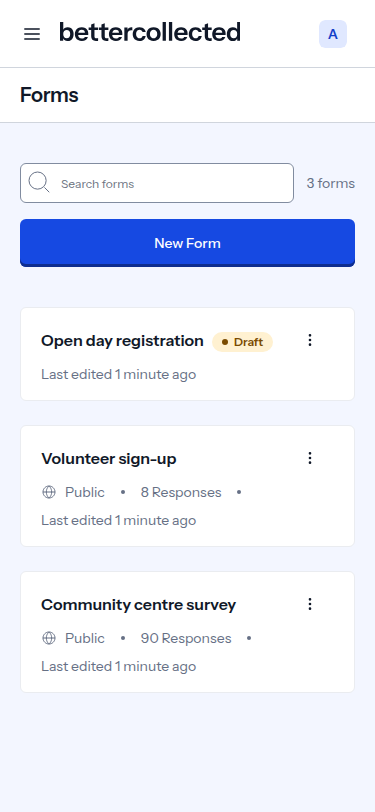 bettercollected
A
Forms
Search forms
3 forms
New Form
Open day registration
Draft
Last edited 1 minute ago
Volunteer sign-up
Public • 8 Responses •
Last edited 1 minute ago
Community centre survey
Public • 90 Responses •
Last edited 1 minute ago